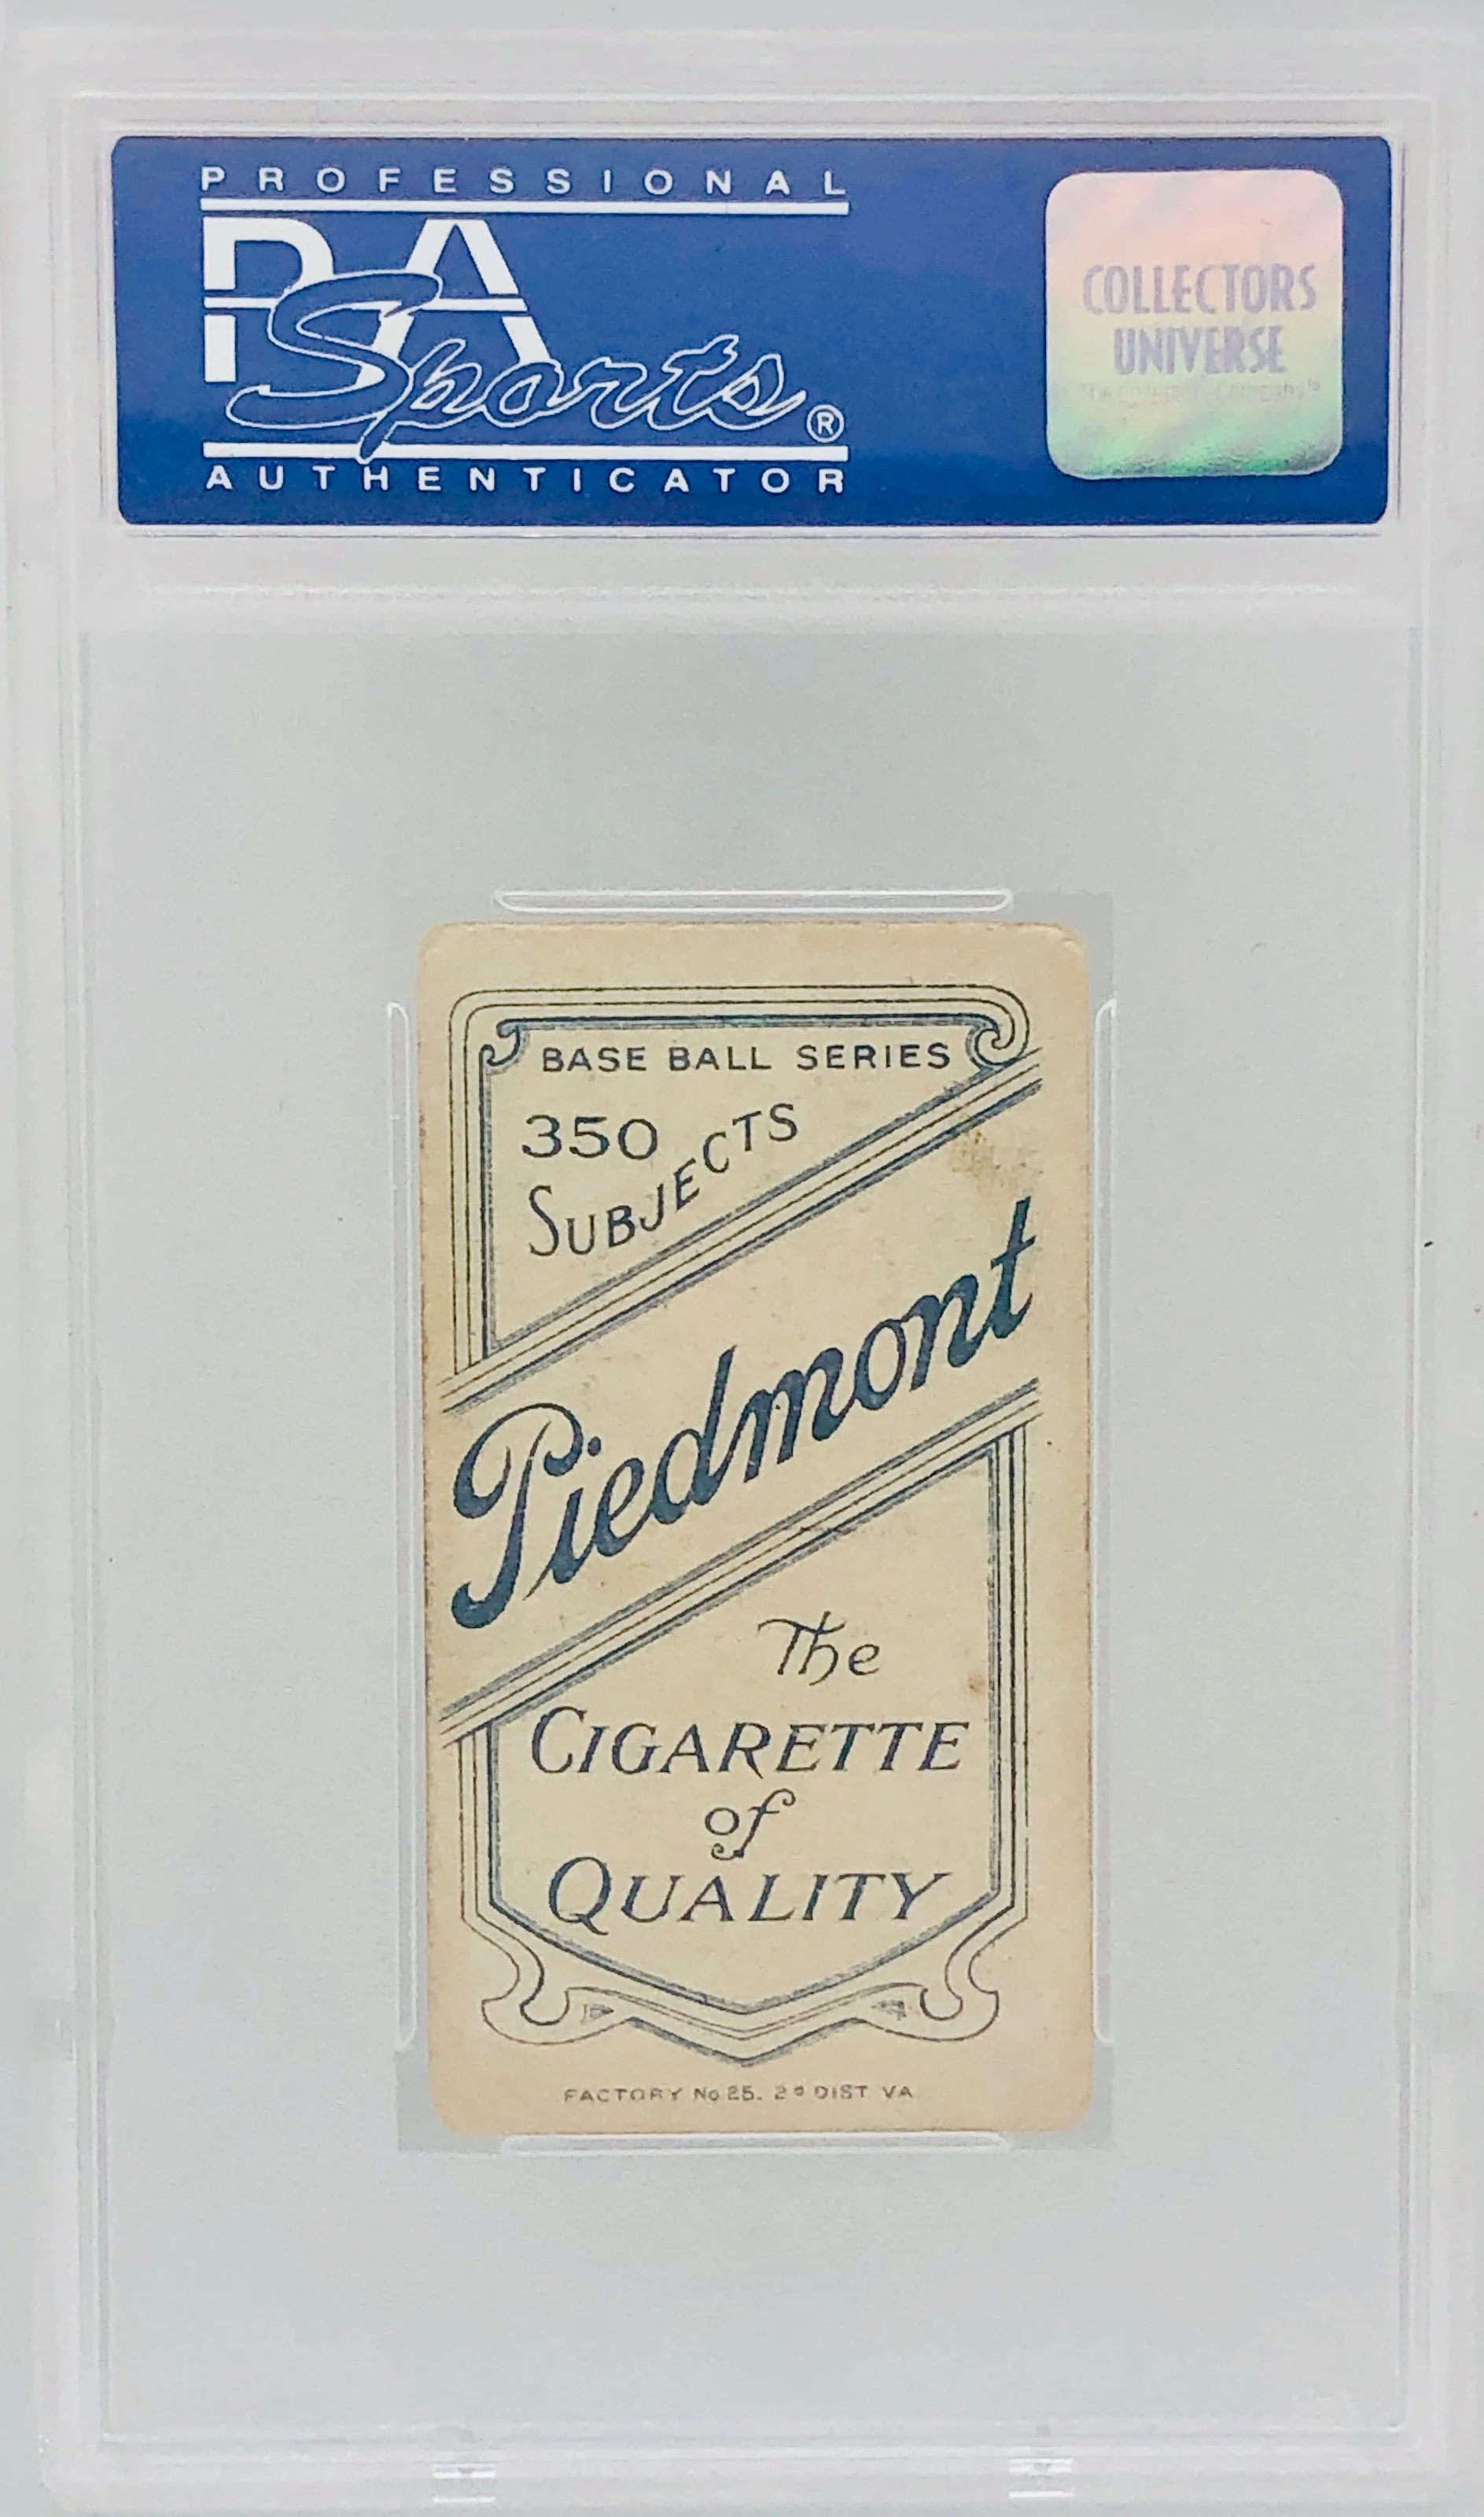 PROFESSIONAL
PSA
Sports®
AUTHENTICATOR
COLLECTORS
UNIVERSE
BASE BALL SERIES
350
SUBJECTS
Piedmont
The
CIGARETTE
of
QUALITY
FACTORY No 25. 2d DIST. VA